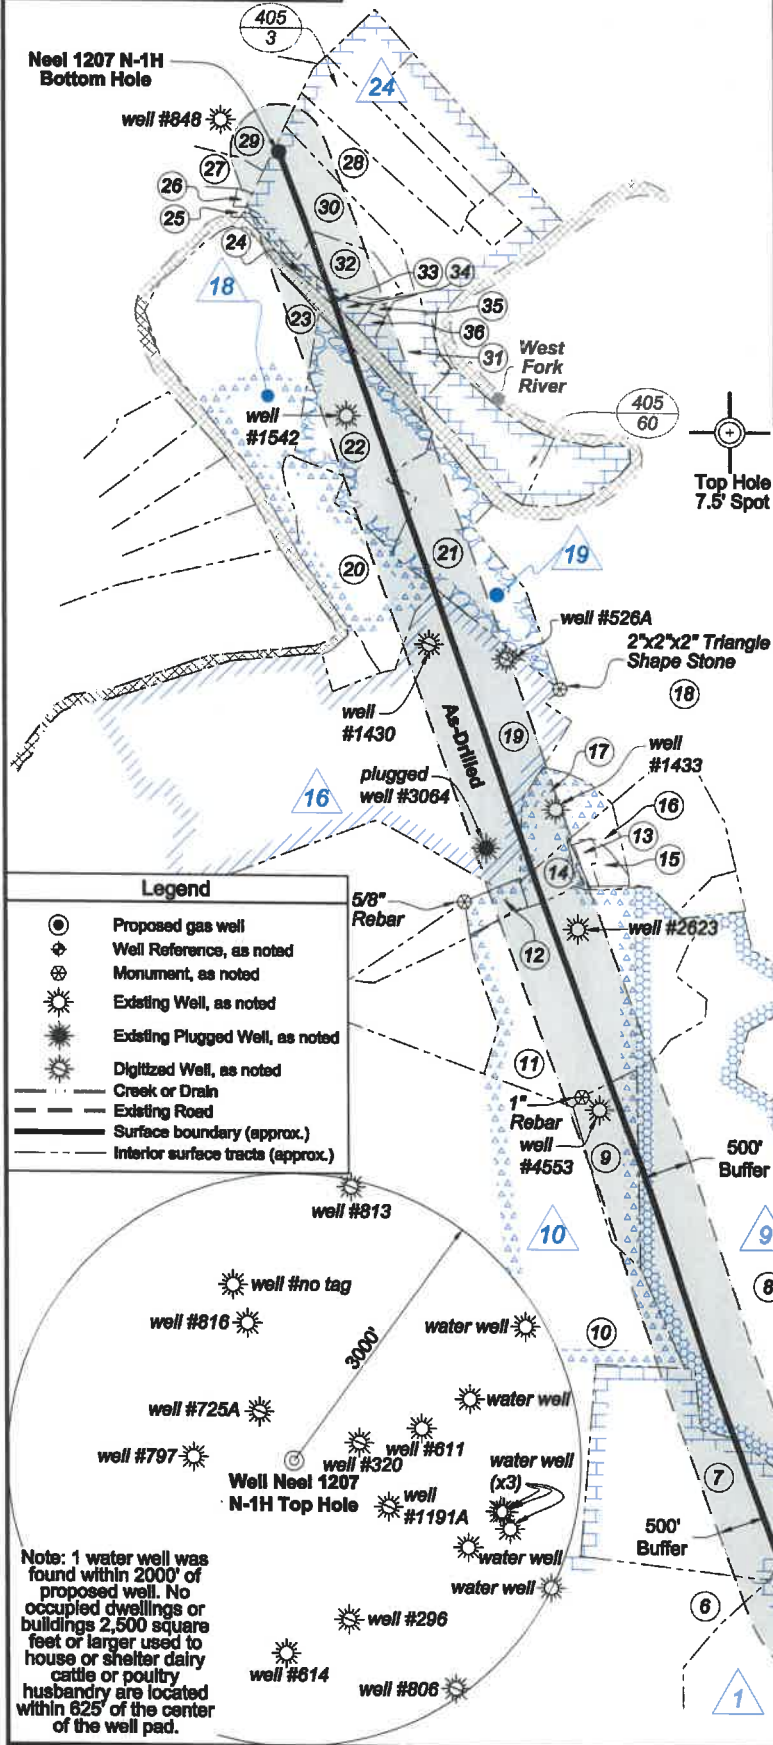 405
3
Neel 1207 N-1H
Bottom Hole
24
well #848
29
27
28
26
25
30
24
32
33
34
18
35
23
36
31
West
Fork
River
405
60
well
#1542
22
Top Hole
7.5' Spot
21
20
19
well #526A
2"x2"x2" Triangle
Shape Stone
18
well
#1430
As-Drilled
19
17
well
#1433
plugged
well #3064
16
16
13
15
14
Legend
Proposed gas well
Well Reference, as noted
Monument, as noted
Existing Well, as noted
Existing Plugged Well, as noted
Digitized Well, as noted
Creek or Drain
Existing Road
Surface boundary (approx.)
Interior surface tracts (approx.)
5/8"
Rebar
well #2623
12
11
1"
Rebar
well
#4553
9
500'
Buffer
10
9
8
10
well #813
well #no tag
well #816
3000'
water well
water well
well #725A
well #611
well #797
well #320
water well
(x3)
Well Neel 1207
N-1H Top Hole
well
#1191A
7
500'
Buffer
water well
water well
6
1
well #296
well #614
well #806
Note: 1 water well was
found within 2000' of
proposed well. No
occupied dwellings or
buildings 2,500 square
feet or larger used to
house or shelter dairy
cattle or poultry
husbandry are located
within 625' of the center
of the well pad.